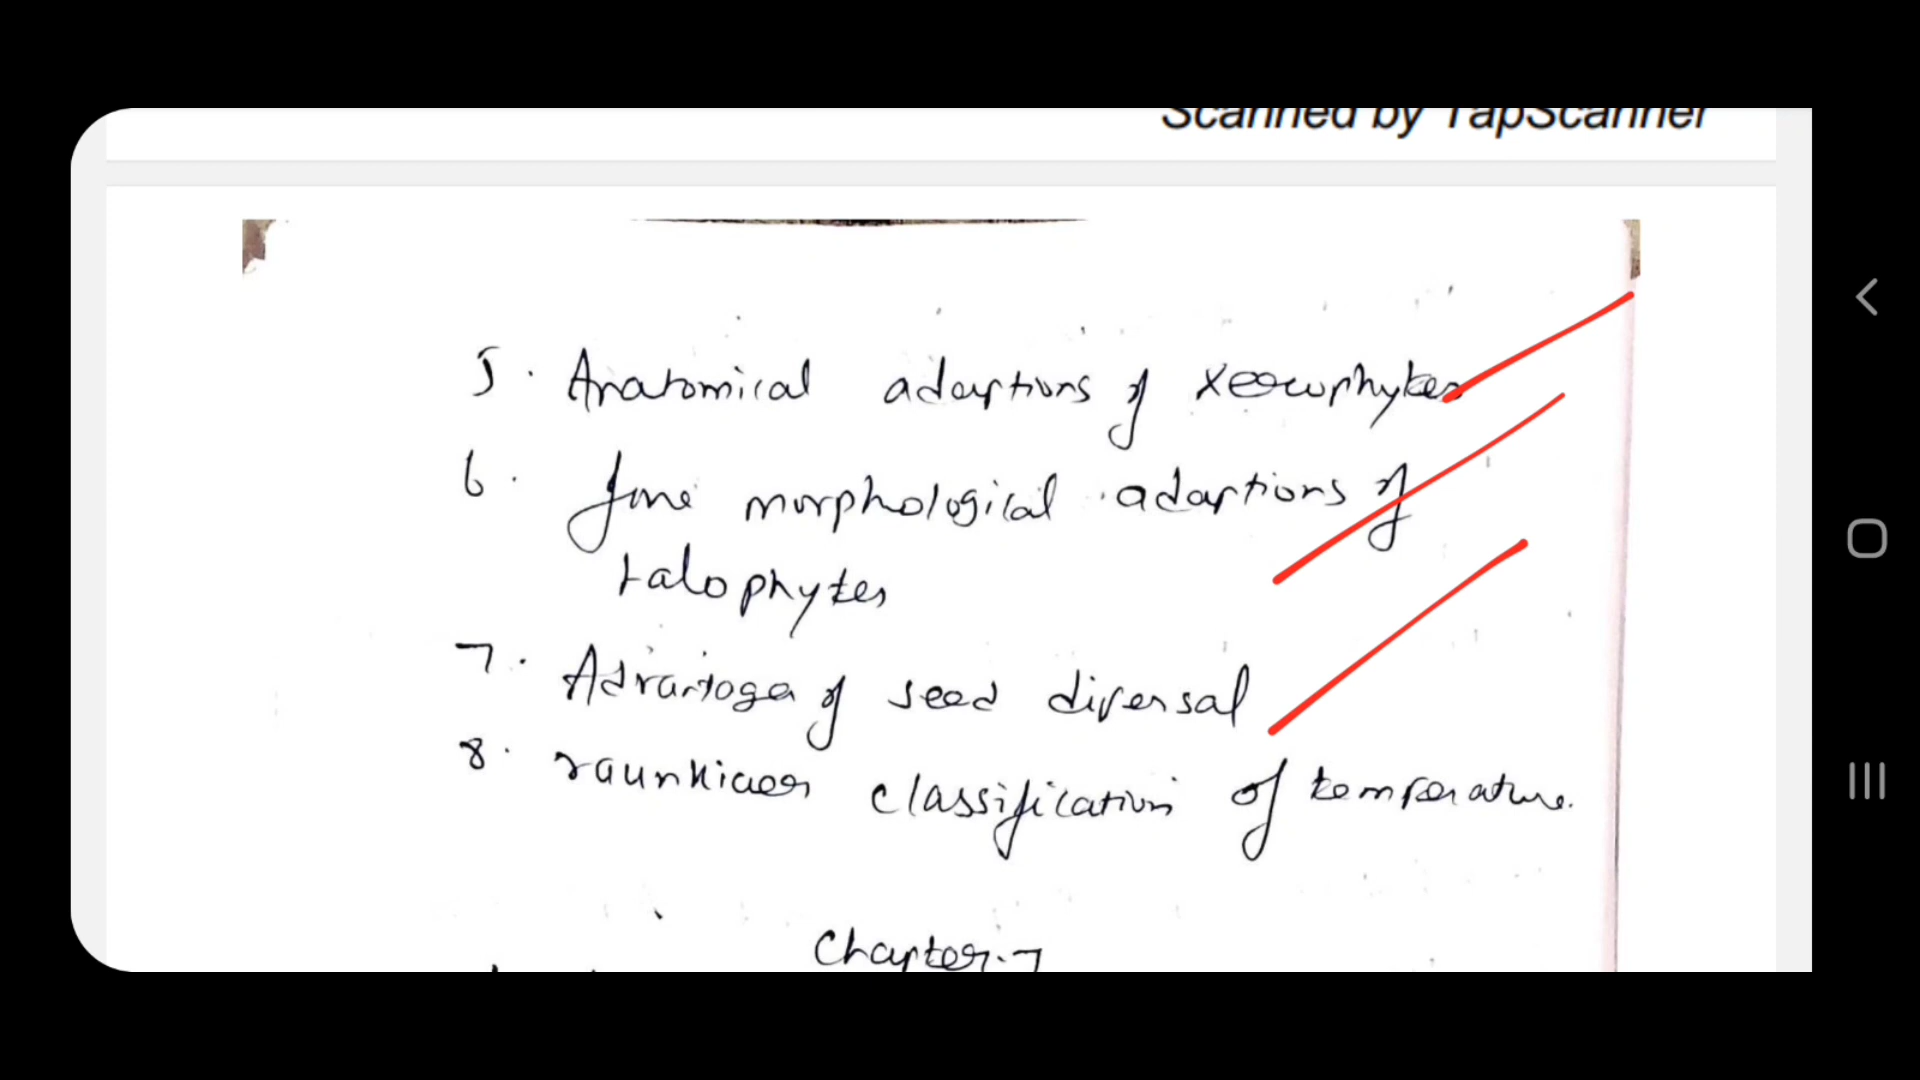 Scanned by TapScanner
5. Anatomical adaptions of xerophytes
6. Some morphological adaptions of
halophytes
7. Advantages of seed dispersal
8. raunkiaer classification of temperature.
Chapter.7